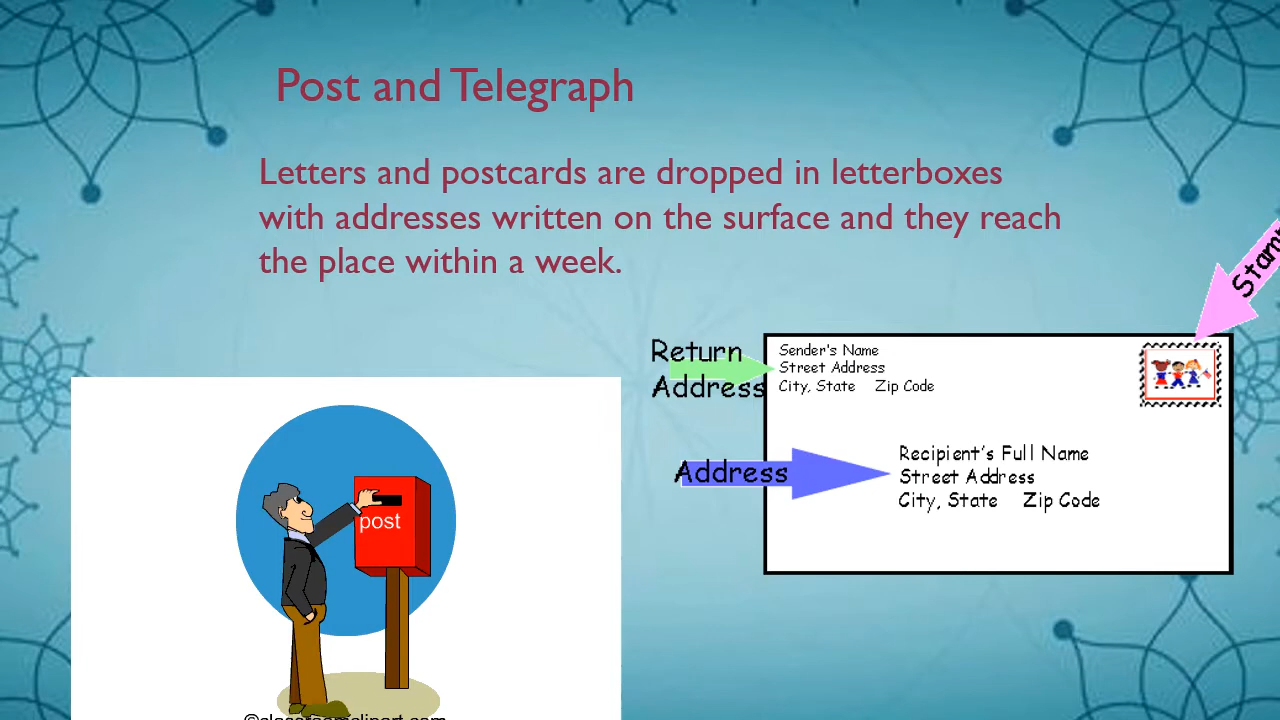 Post and Telegraph
Letters and postcards are dropped in letterboxes
with addresses written on the surface and they reach
the place within a week.
Return
Address
Sender's Name
Street Address
City, State Zip Code
Address
Recipient's Full Name
Street Address
City, State Zip Code
post
©classroomclipart.com